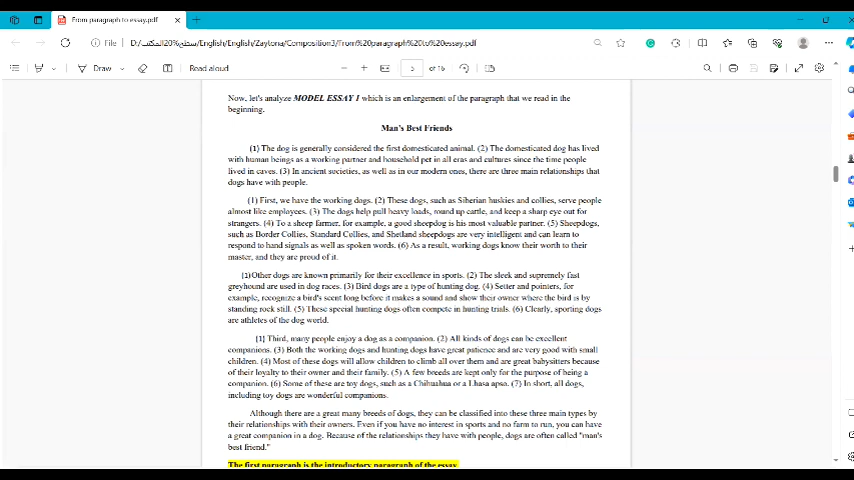 From paragraph to essay.pdf
File
D:/سطح%20المكتب/English/English/Zaytona/Composition3/From%20paragraph%20to%20essay.pdf
Draw
Read aloud
5 of 16
Now, let's analyze MODEL ESSAY 1 which is an enlargement of the paragraph that we read in the
beginning.
Man's Best Friends
(1) The dog is generally considered the first domesticated animal. (2) The domesticated dog has lived
with human beings as a working partner and household pet in all eras and cultures since the time people
lived in caves. (3) In ancient societies, as well as in our modern ones, there are three main relationships that
dogs have with people.
(1) First, we have the working dogs. (2) These dogs, such as Siberian huskies and collies, serve people
almost like employees. (3) The dogs help pull heavy loads, round up cattle, and keep a sharp eye out for
strangers. (4) To a sheep farmer, for example, a good sheepdog is his most valuable partner. (5) Sheepdogs,
such as Border Collies, Standard Collies, and Shetland sheepdogs are very intelligent and can learn to
respond to hand signals as well as spoken words. (6) As a result, working dogs know their worth to their
master, and they are proud of it.
(1)Other dogs are known primarily for their excellence in sports. (2) The sleek and supremely fast
greyhound are used in dog races. (3) Bird dogs are a type of hunting dog. (4) Setter and pointers, for
example, recognize a bird's scent long before it makes a sound and show their owner where the bird is by
standing rock still. (5) These special hunting dogs often compete in hunting trials. (6) Clearly, sporting dogs
are athletes of the dog world.
(1) Third, many people enjoy a dog as a companion. (2) All kinds of dogs can be excellent
companions. (3) Both the working dogs and hunting dogs have great patience and are very good with small
children. (4) Most of these dogs will allow children to climb all over them and are great babysitters because
of their loyalty to their owner and their family. (5) A few breeds are kept only for the purpose of being a
companion. (6) Some of these are toy dogs, such as a Chihuahua or a Lhasa apso. (7) In short, all dogs,
including toy dogs are wonderful companions.
Although there are a great many breeds of dogs, they can be classified into these three main types by
their relationships with their owners. Even if you have no interest in sports and no farm to run, you can have
a great companion in a dog. Because of the relationships they have with people, dogs are often called "man's
best friend."
The first paragraph is the introductory paragraph of the essay